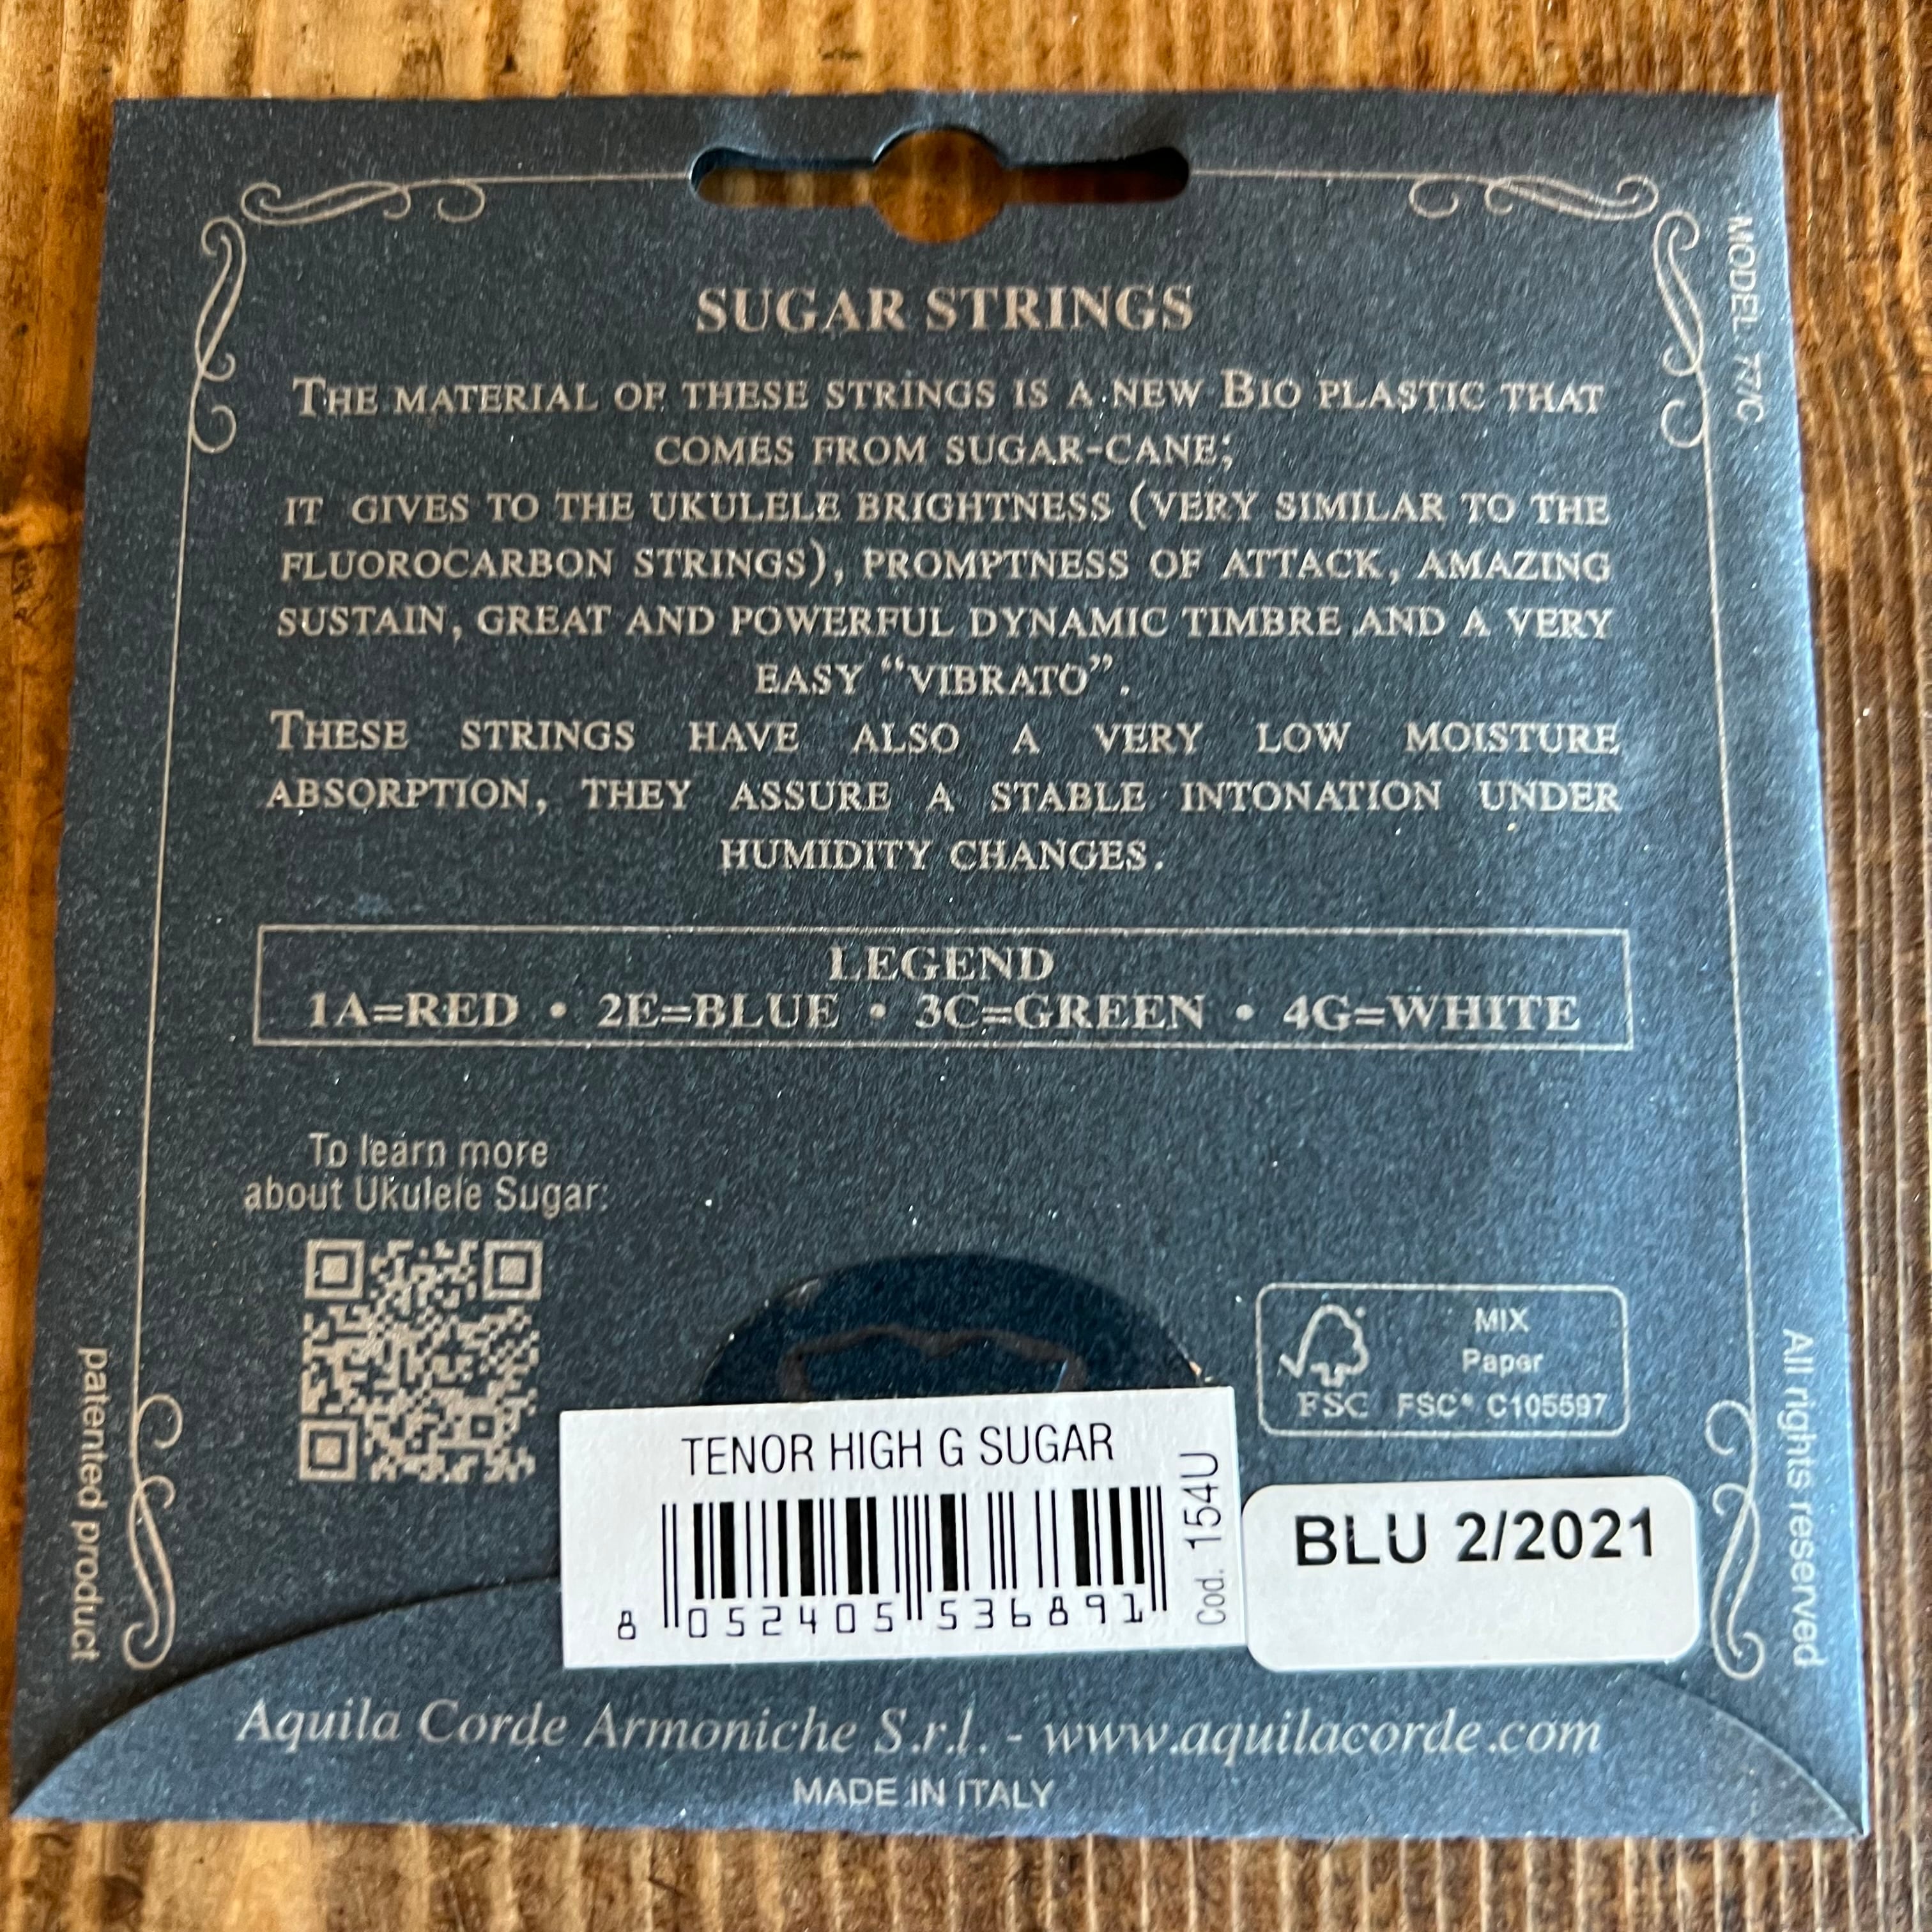 MODEL 77/C
SUGAR STRINGS
THE MATERIAL OF THESE STRINGS IS A NEW BIO PLASTIC THAT
COMES FROM SUGAR-CANE;
IT GIVES TO THE UKULELE BRIGHTNESS (VERY SIMILAR TO THE
FLUOROCARBON STRINGS), PROMPTNESS OF ATTACK, AMAZING
SUSTAIN, GREAT AND POWERFUL DYNAMIC TIMBRE AND A VERY
EASY “VIBRATO”.
THESE STRINGS HAVE ALSO A VERY LOW MOISTURE
ABSORPTION, THEY ASSURE A STABLE INTONATION UNDER
HUMIDITY CHANGES.
LEGEND
1A=RED • 2E=BLUE • 3C=GREEN • 4G=WHITE
To learn more
about Ukulele Sugar:
MIX
Paper
FSC FSC® C105597
patented product
All rights reserved
TENOR HIGH G SUGAR
8 052405 536891
Cod. 154U
BLU 2/2021
Aquila Corde Armoniche S.r.l. - www.aquilacorde.com
MADE IN ITALY